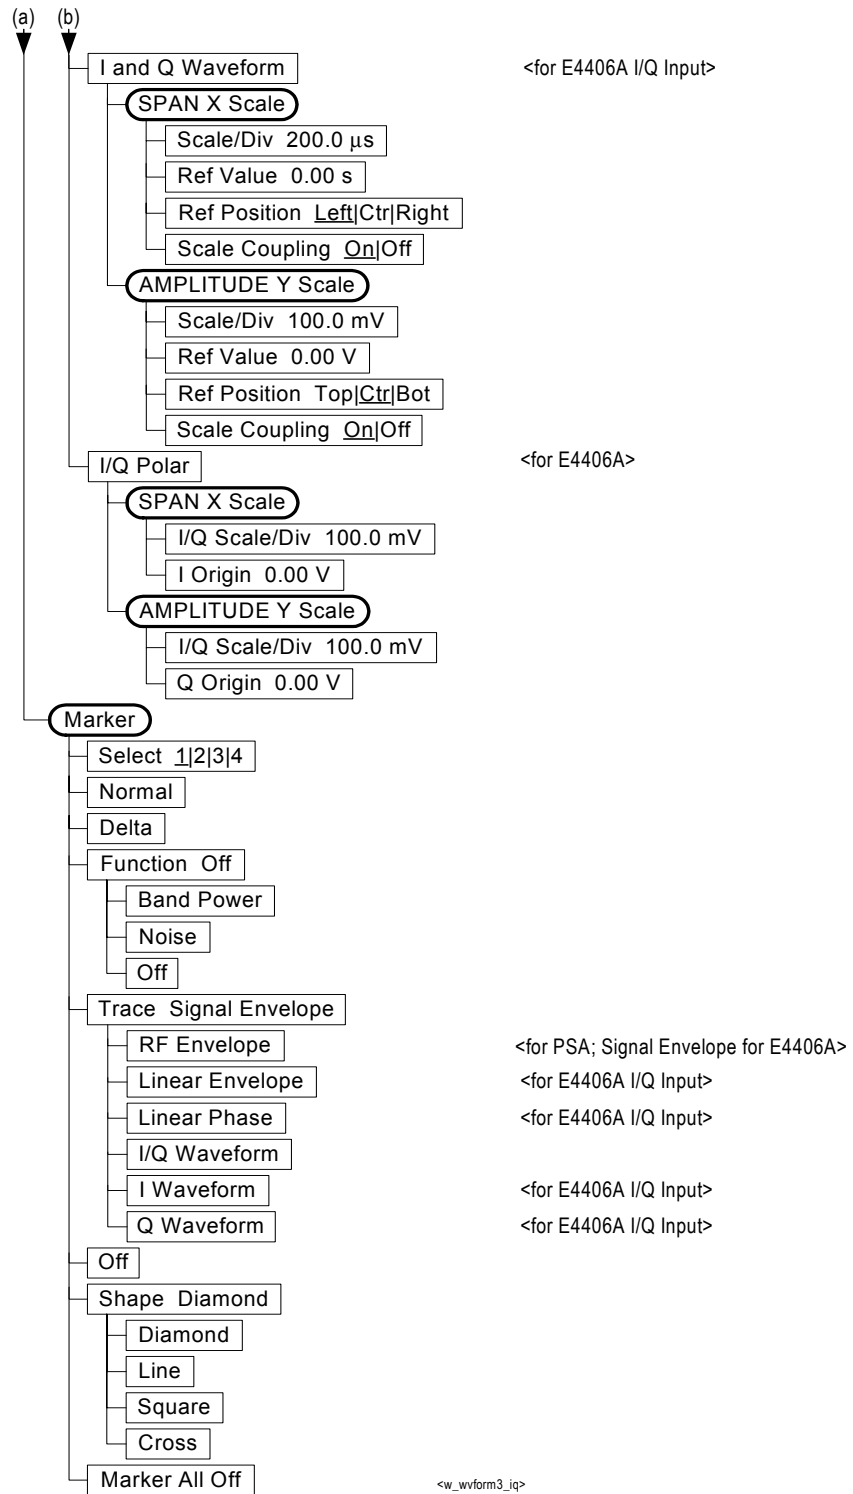 (a) (b)
I and Q Waveform <for E4406A I/Q Input>
SPAN X Scale
Scale/Div 200.0 μs
Ref Value 0.00 s
Ref Position Left|Ctr|Right
Scale Coupling On|Off
AMPLITUDE Y Scale
Scale/Div 100.0 mV
Ref Value 0.00 V
Ref Position Top|Ctr|Bot
Scale Coupling On|Off
I/Q Polar <for E4406A>
SPAN X Scale
I/Q Scale/Div 100.0 mV
I Origin 0.00 V
AMPLITUDE Y Scale
I/Q Scale/Div 100.0 mV
Q Origin 0.00 V
Marker
Select 1|2|3|4
Normal
Delta
Function Off
Band Power
Noise
Off
Trace Signal Envelope
RF Envelope <for PSA; Signal Envelope for E4406A>
Linear Envelope <for E4406A I/Q Input>
Linear Phase <for E4406A I/Q Input>
I/Q Waveform
I Waveform <for E4406A I/Q Input>
Q Waveform <for E4406A I/Q Input>
Off
Shape Diamond
Diamond
Line
Square
Cross
Marker All Off <w_wvform3_iq>